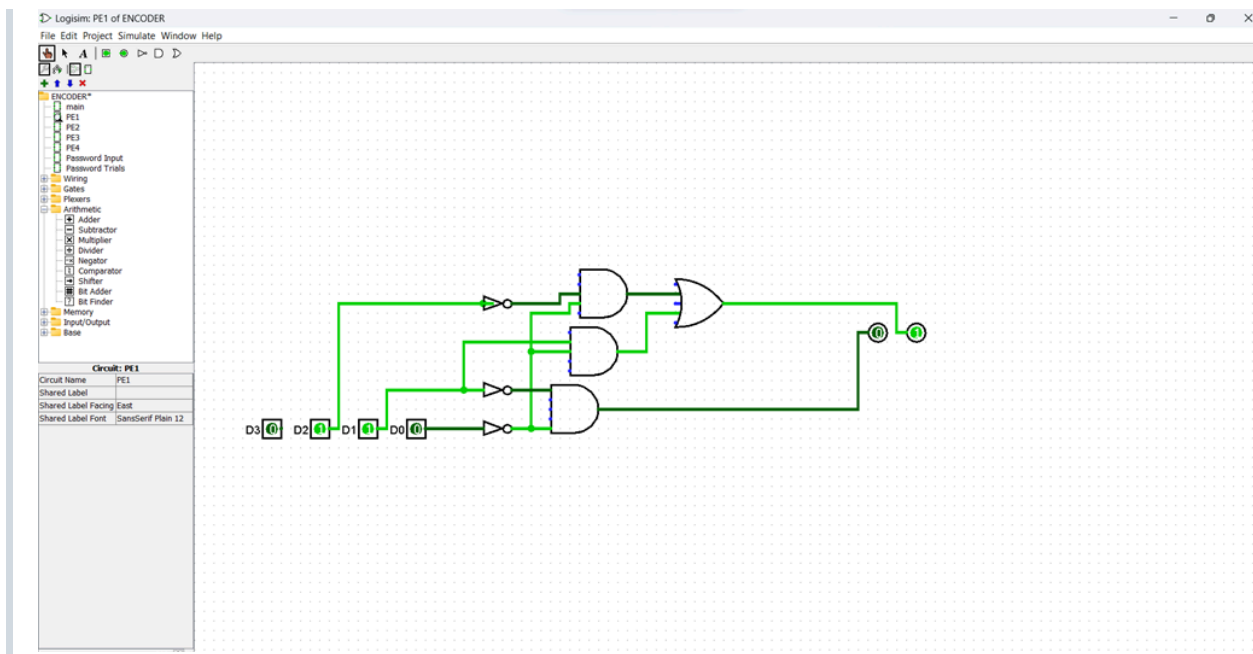 Logisim: PE1 of ENCODER
File Edit Project Simulate Window Help
A
ENCODER*
main
PE1
PE2
PE3
PE4
Password Input
Password Trials
Wiring
Gates
Plexers
Arithmetic
Adder
Subtractor
Multiplier
Divider
Negator
Comparator
Shifter
Bit Adder
Bit Finder
Memory
Input/Output
Base
Circuit: PE1
Circuit Name PE1
Shared Label
Shared Label Facing East
Shared Label Font SansSerif Plain 12
0 1
D3 0 D2 1 D1 1 D0 0